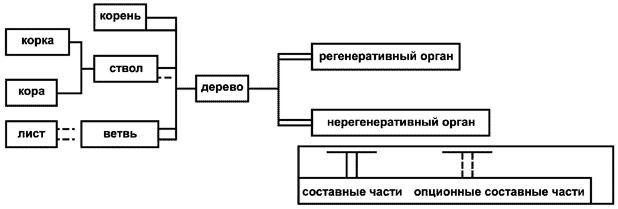 корень
корка
ствол
регенеративный орган
дерево
кора
нерегенеративный орган
лист
ветвь
составные части
опционные составные части